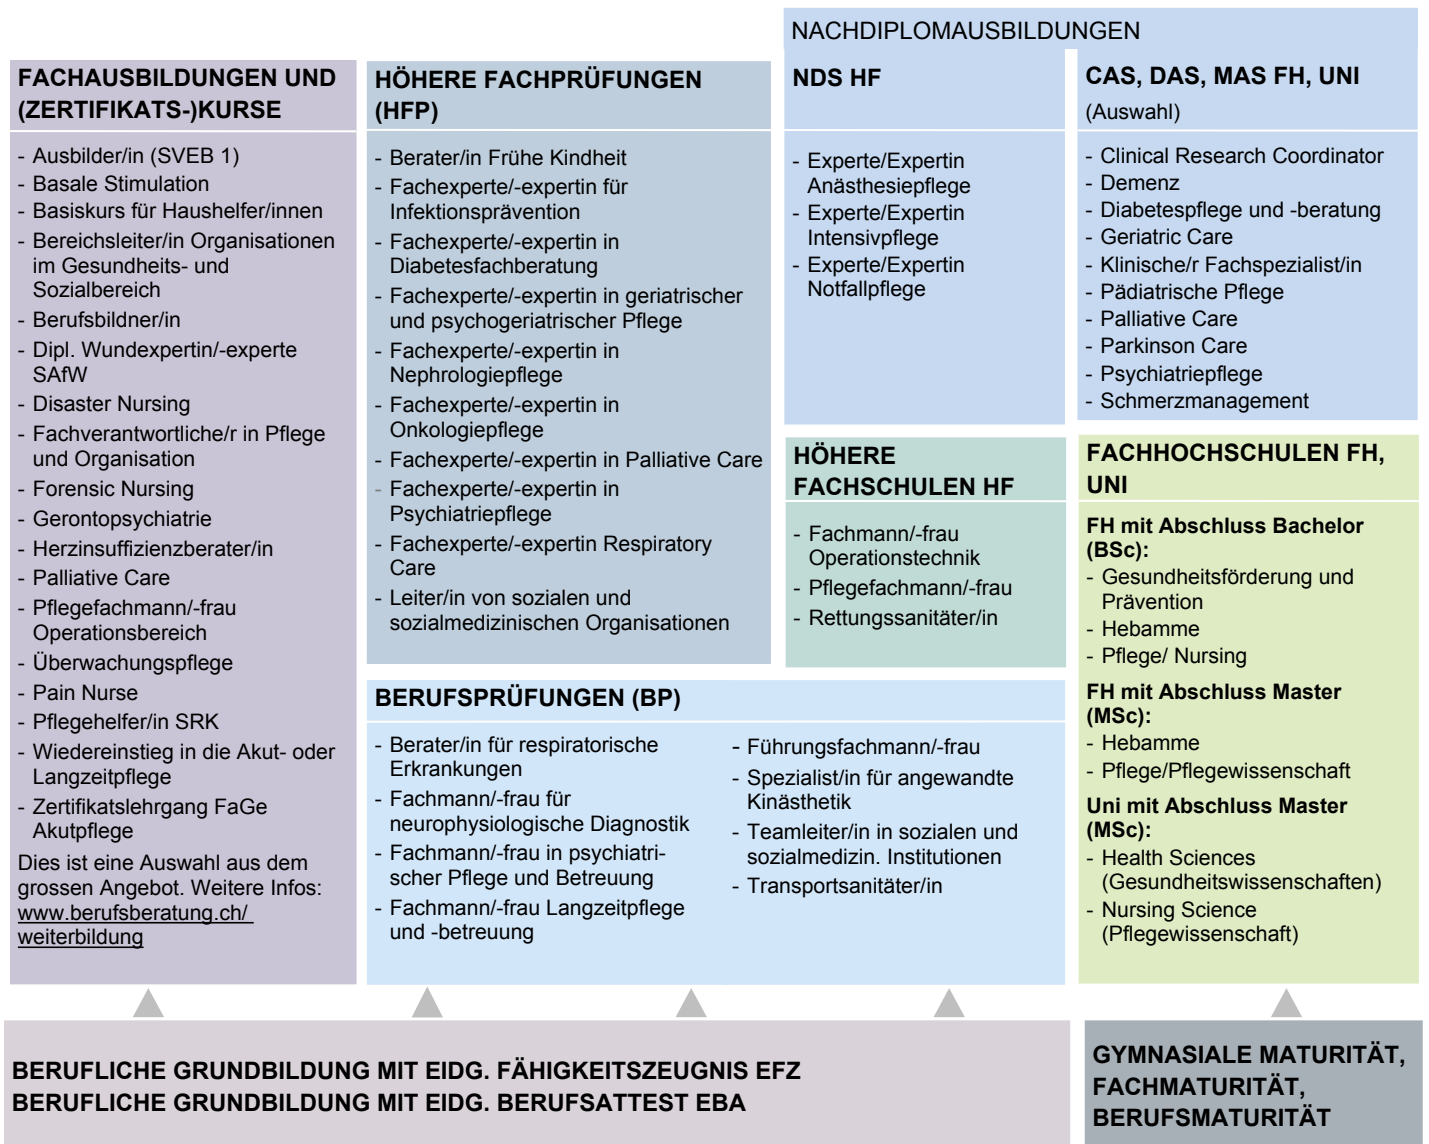 NACHDIPLOMAUSBILDUNGEN
FACHAUSBILDUNGEN UND
(ZERTIFIKATS-)KURSE
- Ausbilder/in (SVEB 1)
- Basale Stimulation
- Basiskurs für Haushelfer/innen
- Bereichsleiter/in Organisationen
im Gesundheits- und
Sozialbereich
- Berufsbildner/in
- Dipl. Wundexpertin/-experte
SAfW
- Disaster Nursing
- Fachverantwortliche/r in Pflege
und Organisation
- Forensic Nursing
- Gerontopsychiatrie
- Herzinsuffizienzberater/in
- Palliative Care
- Pflegefachmann/-frau
Operationsbereich
- Überwachungspflege
- Pain Nurse
- Pflegehelfer/in SRK
- Wiedereinstieg in die Akut- oder
Langzeitpflege
- Zertifikatslehrgang FaGe
Akutpflege
Dies ist eine Auswahl aus dem
grossen Angebot. Weitere Infos:
www.berufsberatung.ch/
weiterbildung
HÖHERE FACHPRÜFUNGEN
(HFP)
- Berater/in Frühe Kindheit
- Fachexperte/-expertin für
Infektionsprävention
- Fachexperte/-expertin in
Diabetesfachberatung
- Fachexperte/-expertin in geriatrischer
und psychogeriatrischer Pflege
- Fachexperte/-expertin in
Nephrologiepflege
- Fachexperte/-expertin in
Onkologiepflege
- Fachexperte/-expertin in Palliative Care
- Fachexperte/-expertin in
Psychiatriepflege
- Fachexperte/-expertin Respiratory
Care
- Leiter/in von sozialen und
sozialmedizinischen Organisationen
NDS HF
- Experte/Expertin
Anästhesiepflege
- Experte/Expertin
Intensivpflege
- Experte/Expertin
Notfallpflege
CAS, DAS, MAS FH, UNI
(Auswahl)
- Clinical Research Coordinator
- Demenz
- Diabetespflege und -beratung
- Geriatric Care
- Klinische/r Fachspezialist/in
- Pädiatrische Pflege
- Palliative Care
- Parkinson Care
- Psychiatriepflege
- Schmerzmanagement
HÖHERE
FACHSCHULEN HF
- Fachmann/-frau
Operationstechnik
- Pflegefachmann/-frau
- Rettungssanitäter/in
FACHHOCHSCHULEN FH,
UNI
FH mit Abschluss Bachelor
(BSc):
- Gesundheitsförderung und
Prävention
- Hebamme
- Pflege/ Nursing
FH mit Abschluss Master
(MSc):
- Hebamme
- Pflege/Pflegewissenschaft
Uni mit Abschluss Master
(MSc):
- Health Sciences
(Gesundheitswissenschaften)
- Nursing Science
(Pflegewissenschaft)
BERUFSPRÜFUNGEN (BP)
- Berater/in für respiratorische
Erkrankungen
- Fachmann/-frau für
neurophysiologische Diagnostik
- Fachmann/-frau in psychiatri-
scher Pflege und Betreuung
- Fachmann/-frau Langzeitpflege
und -betreuung
- Führungsfachmann/-frau
- Spezialist/in für angewandte
Kinästhetik
- Teamleiter/in in sozialen und
sozialmedizin. Institutionen
- Transportsanitäter/in
BERUFLICHE GRUNDBILDUNG MIT EIDG. FÄHIGKEITSZEUGNIS EFZ
BERUFLICHE GRUNDBILDUNG MIT EIDG. BERUFSATTEST EBA
GYMNASIALE MATURITÄT,
FACHMATURITÄT,
BERUFSMATURITÄT